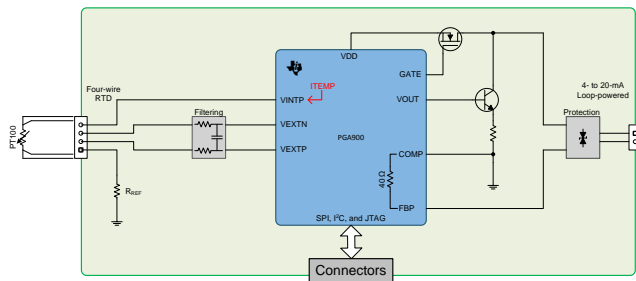 VDD
GATE
Four-wire
RTD
ITEMP
VOUT
4- to 20-mA
Loop-powered
VINTP
Filtering
Protection
VEXTN
PGA900
PT100
VEXTP
COMP
40 Ω
RREF
FBP
SPI, I²C, and JTAG
Connectors